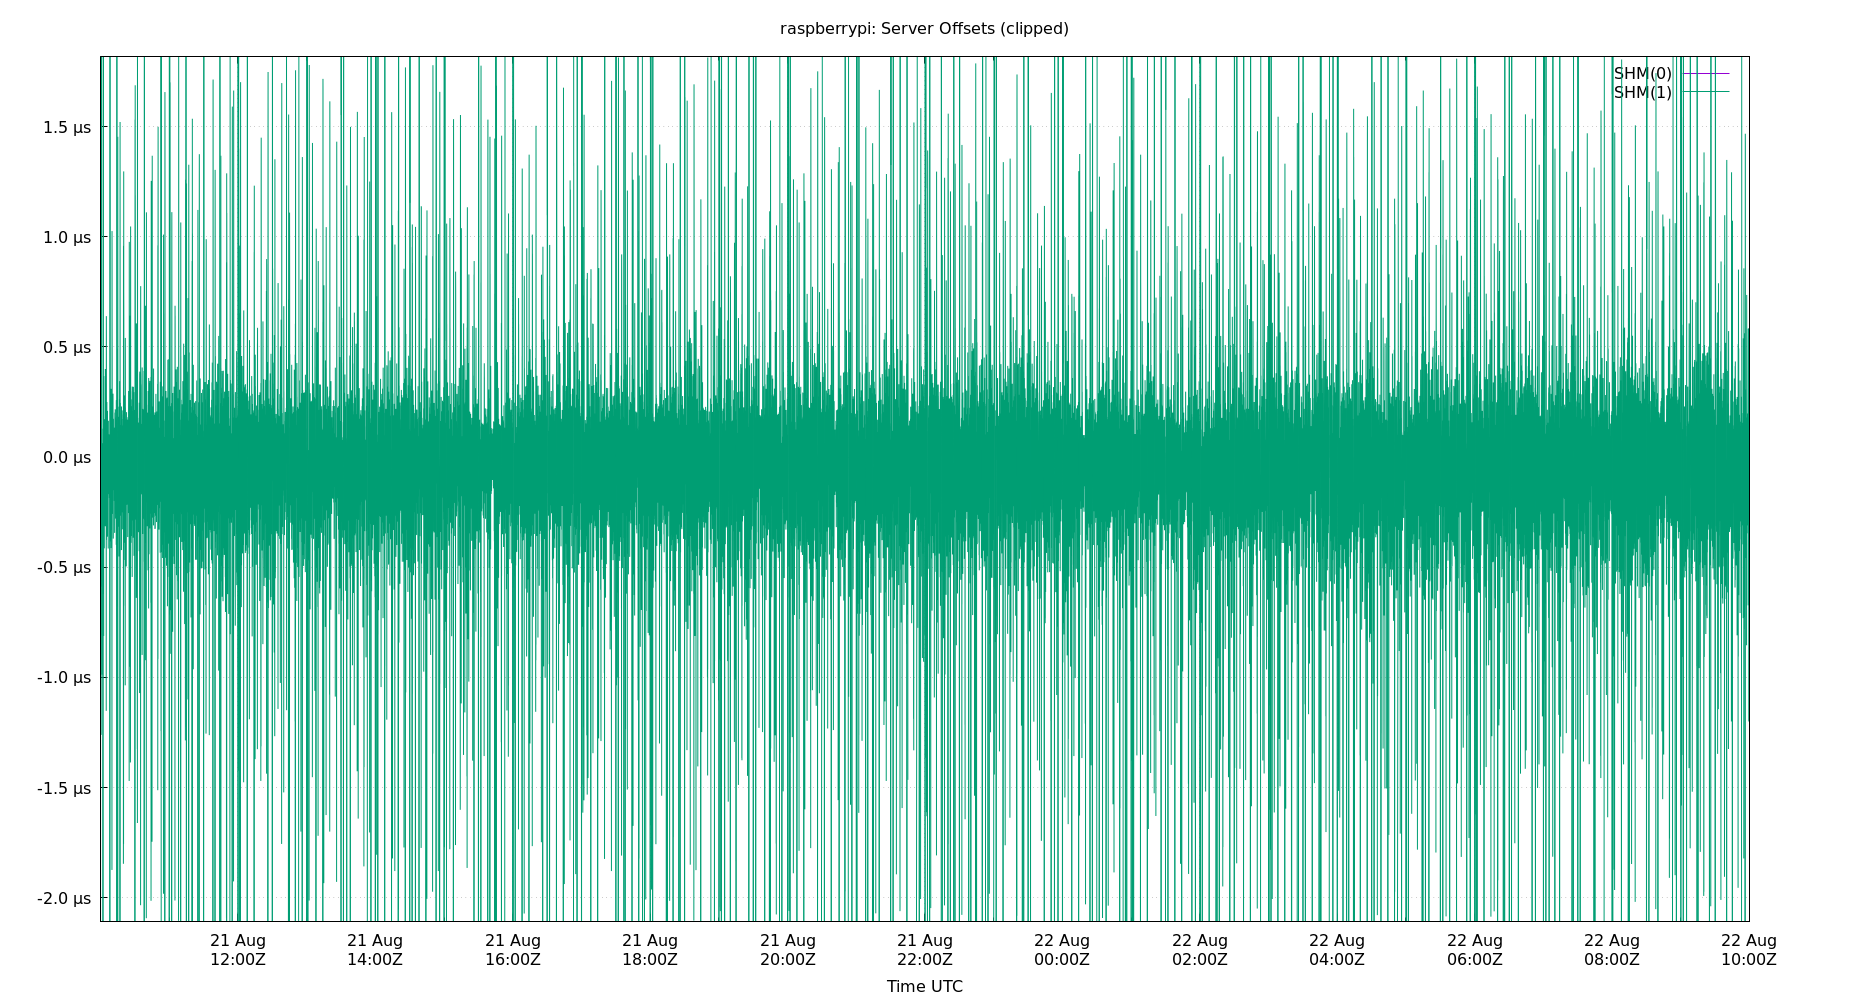 raspberrypi: Server Offsets (clipped)
SHM(0)
SHM(1)
1.5 µs
1.0 µs
0.5 µs
0.0 µs
-0.5 µs
-1.0 µs
-1.5 µs
-2.0 µs
21 Aug 21 Aug 21 Aug 21 Aug 21 Aug 21 Aug 22 Aug 22 Aug 22 Aug 22 Aug 22 Aug 22 Aug
12:00Z 14:00Z 16:00Z 18:00Z 20:00Z 22:00Z 00:00Z 02:00Z 04:00Z 06:00Z 08:00Z 10:00Z
Time UTC